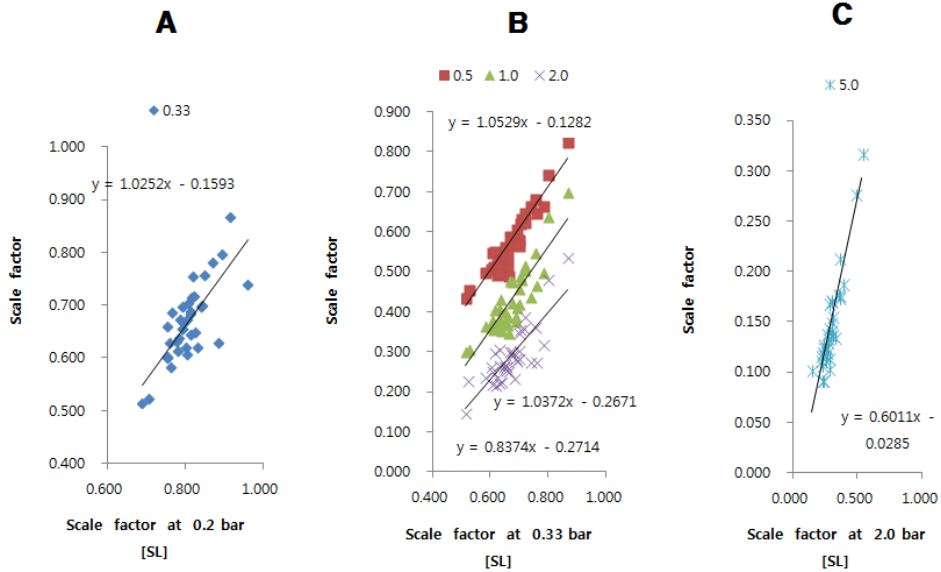 A
0.33
1.000
0.900
0.800
0.700
0.600
0.500
0.400
y = 1.0252x - 0.1593
Scale factor
0.600 0.800 1.000
Scale factor at 0.2 bar
[SL]
B
0.5 1.0 2.0
0.900
0.800
0.700
0.600
0.500
0.400
0.300
0.200
0.100
0.000
y = 1.0529x - 0.1282
y = 1.0372x - 0.2671
y = 0.8374x - 0.2714
Scale factor
0.400 0.600 0.800 1.000
Scale factor at 0.33 bar
[SL]
C
5.0
0.350
0.300
0.250
0.200
0.150
0.100
0.050
0.000
y = 0.6011x -
0.0285
Scale factor
0.000 0.500 1.000
Scale factor at 2.0 bar
[SL]